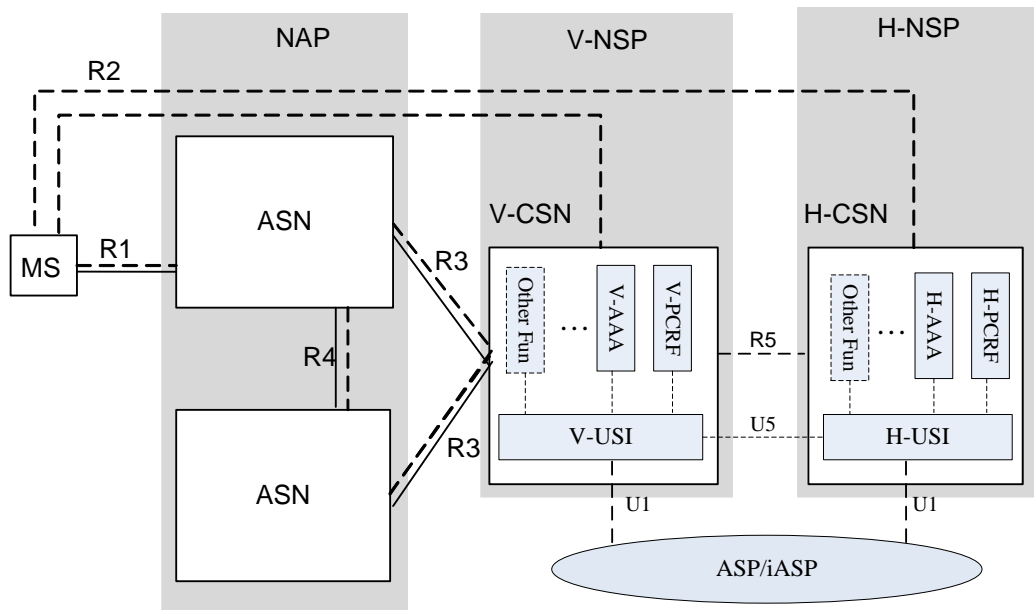 NAP
V-NSP
H-NSP
R2
ASN
V-CSN
H-CSN
MS
R1
R3
Other Fun
...
V-AAA
V-PCRF
R5
Other Fun
...
H-AAA
H-PCRF
R4
V-USI
U5
H-USI
R3
ASN
U1
U1
ASP/iASP